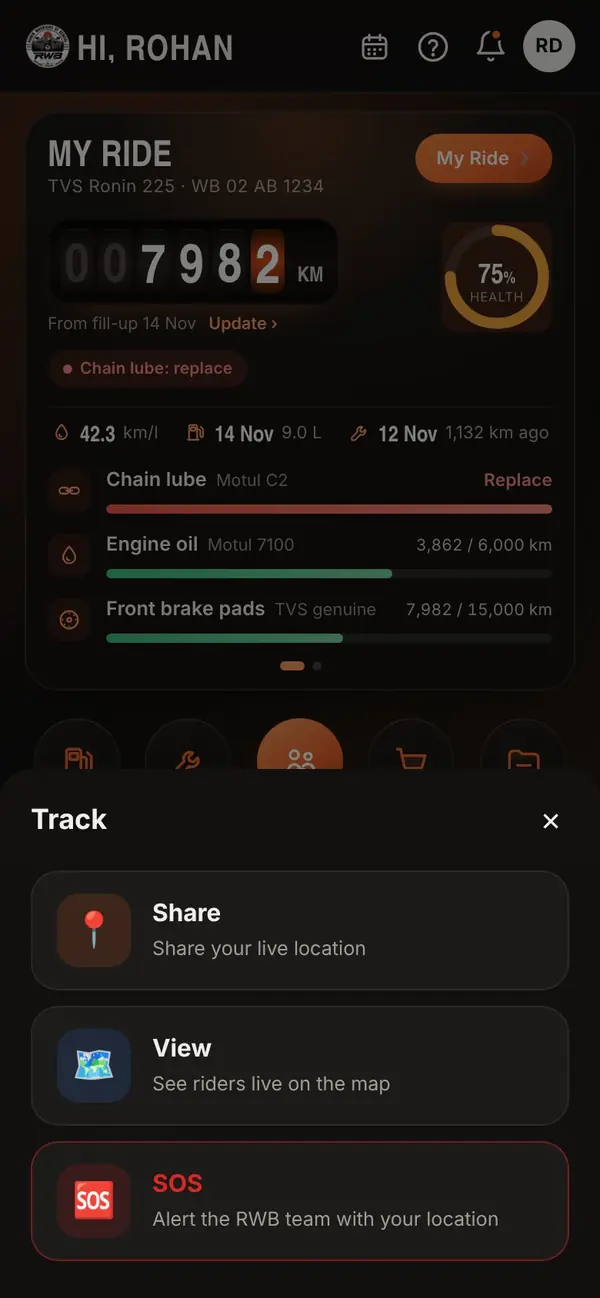 RWB
HI, ROHAN
RD
MY RIDE
My Ride
TVS Ronin 225 · WB 02 AB 1234
007982 KM
75%
HEALTH
From fill-up 14 Nov Update ›
Chain lube: replace
42.3 km/l 14 Nov 9.0 L 12 Nov 1,132 km ago
Chain lube Motul C2 Replace
Engine oil Motul 7100 3,862 / 6,000 km
Front brake pads TVS genuine 7,982 / 15,000 km
Track
Share
Share your live location
View
See riders live on the map
SOS
SOS
Alert the RWB team with your location